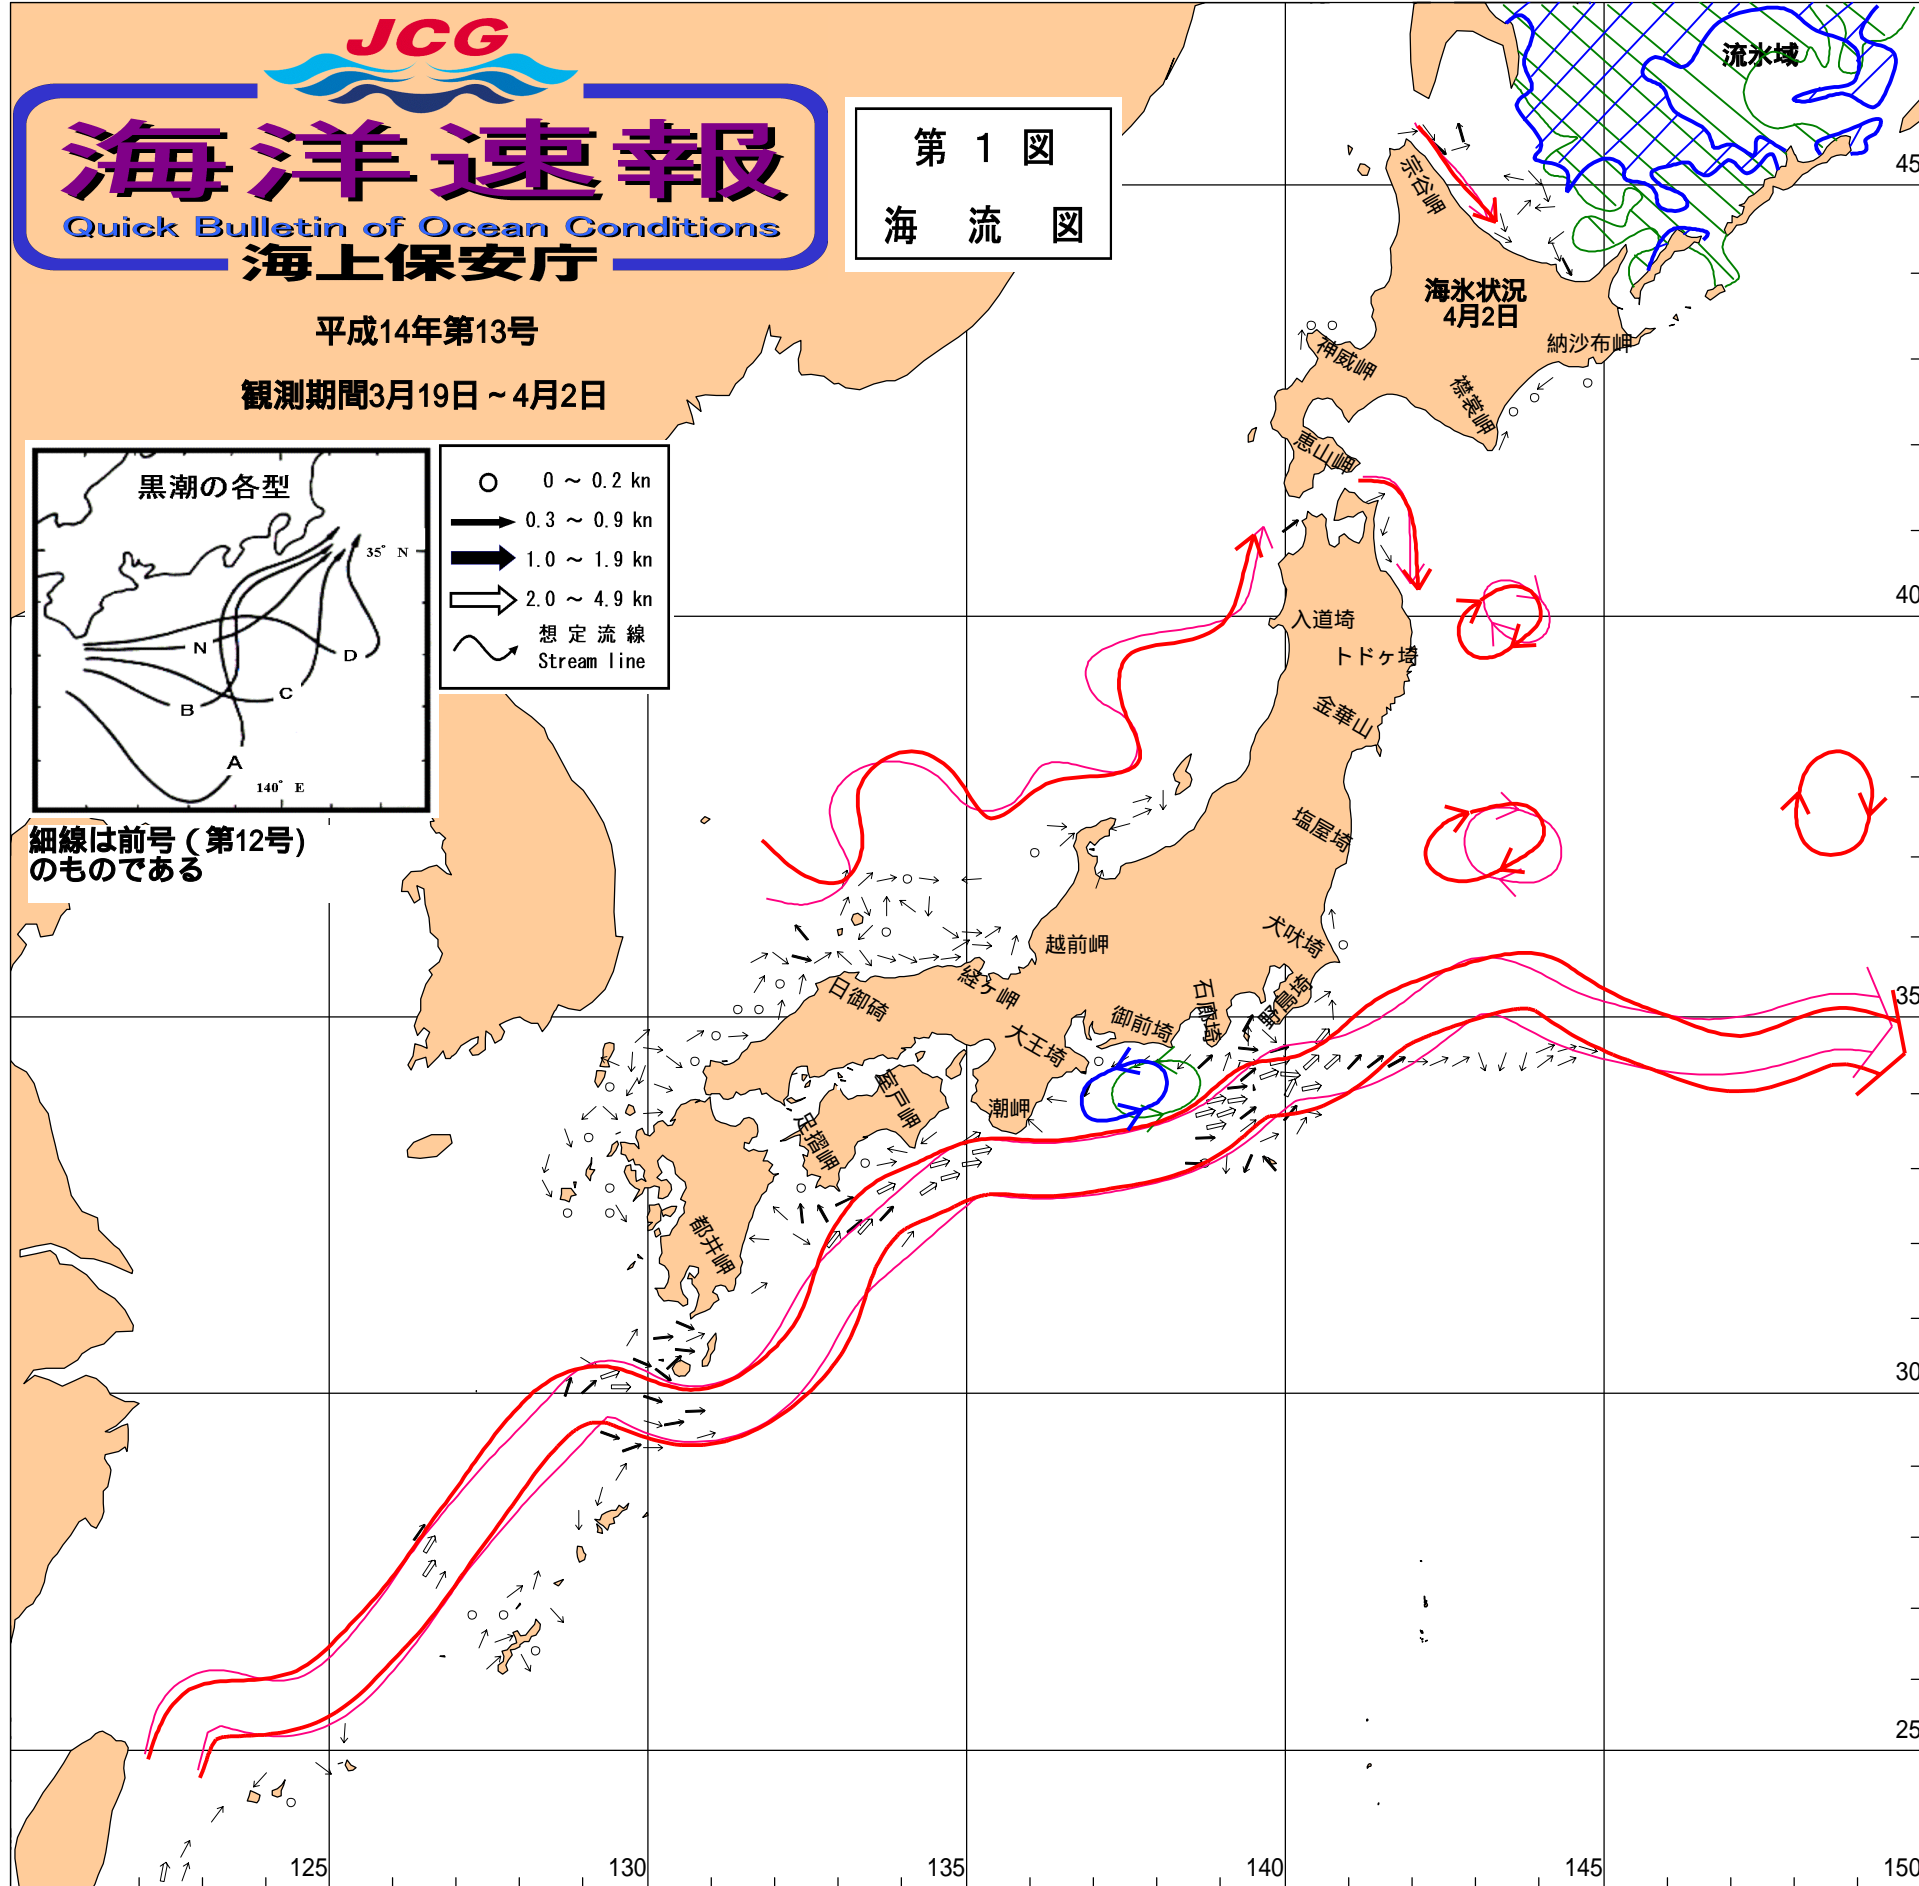 JCG
海洋速報
Quick Bulletin of Ocean Conditions
海上保安庁
平成14年第13号
観測期間3月19日～4月2日
第 1 図
海 流 図
黒潮の各型
35° N
N
D
C
B
A
140° E
0 ～ 0.2 kn
0.3 ～ 0.9 kn
1.0 ～ 1.9 kn
2.0 ～ 4.9 kn
想定流線
Stream line
細線は前号(第12号)
のものである
流氷域
宗谷岬
海氷状況
4月2日
納沙布岬
神威岬
襟裳岬
恵山岬
入道埼
トドヶ埼
金華山
塩屋埼
犬吠埼
越前岬
経ヶ岬
日御碕
石廊埼
野島埼
御前埼
大王埼
潮岬
室戸岬
足摺岬
都井岬
45
40
35
30
25
125
130
135
140
145
150